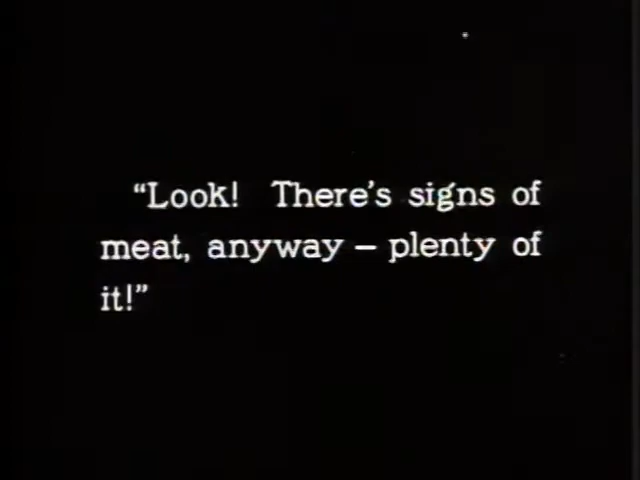 “Look!  There’s signs of
meat, anyway – plenty of
it!”